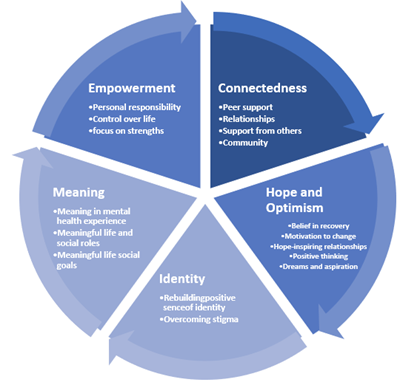 Empowerment
•Personal responsibility
•Control over life
•focus on strengths
Connectedness
•Peer support
•Relationships
•Support from others
•Community
Hope and
Optimism
•Belief in recovery
•Motivation to change
•Hope-inspiring relationships
•Positive thinking
•Dreams and aspiration
Identity
•Rebuildingpositive
senceof identity
•Overcoming stigma
Meaning
•Meaning in mental
health experience
•Meaningful life and
social roles
•Meaningful life social
goals